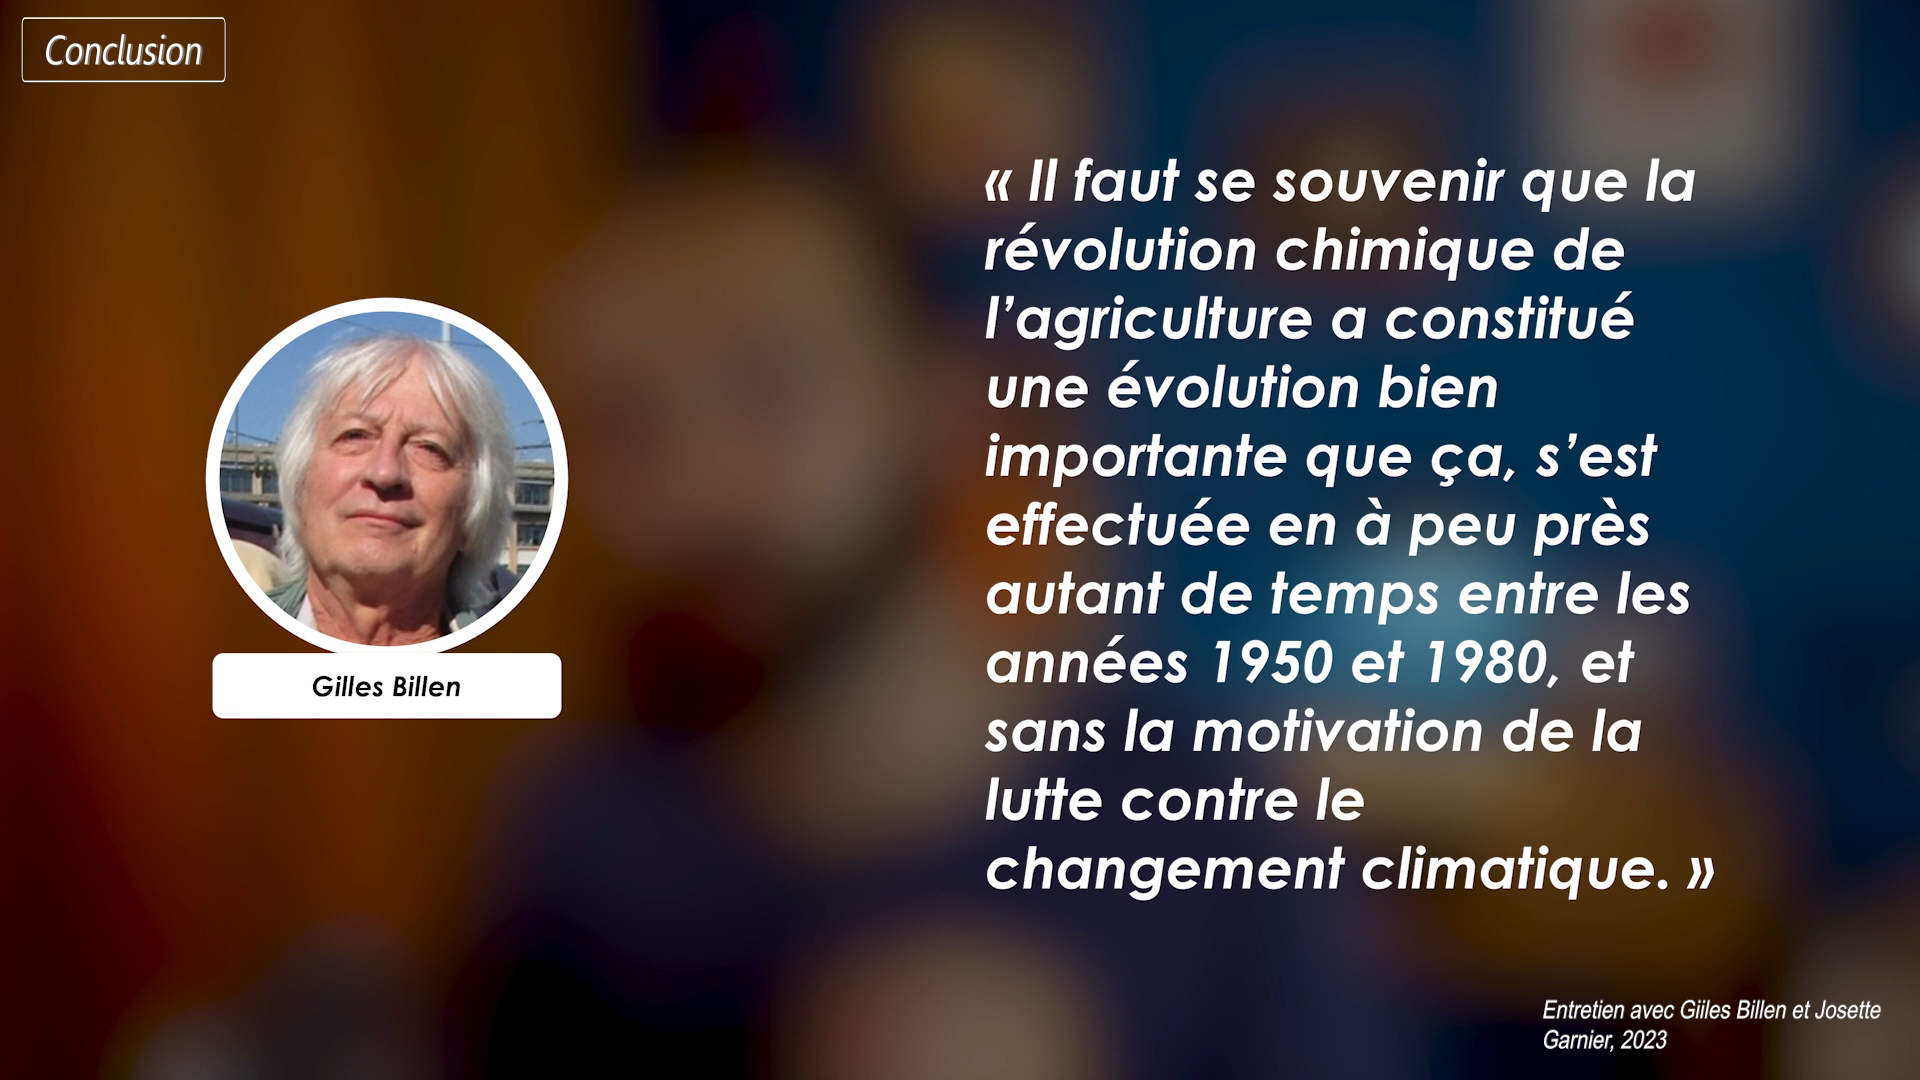 Conclusion
« Il faut se souvenir que la
révolution chimique de
l’agriculture a constitué
une évolution bien
importante que ça, s’est
effectuée en à peu près
autant de temps entre les
années 1950 et 1980, et
sans la motivation de la
lutte contre le
changement climatique. »
Gilles Billen
Entretien avec Giiles Billen et Josette
Garnier, 2023